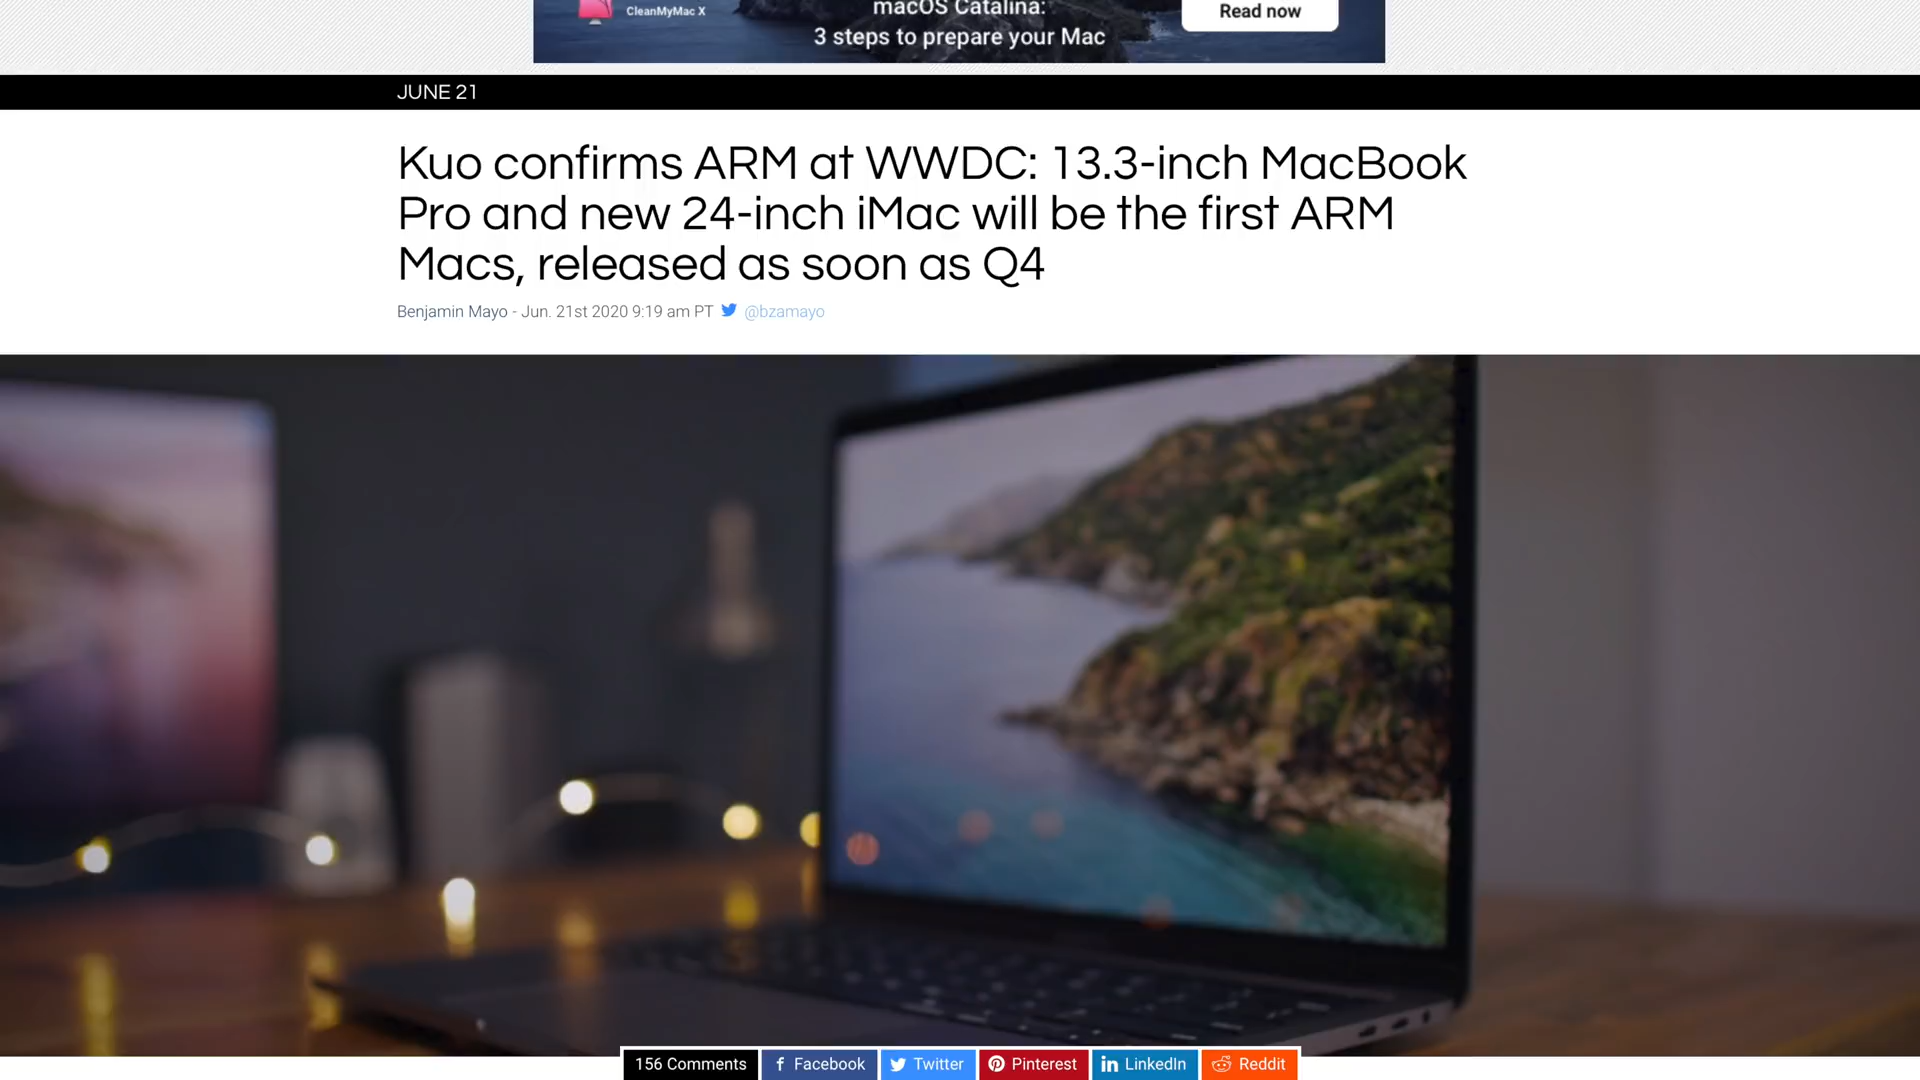 CleanMyMac X
macOS Catalina:
3 steps to prepare your Mac
Read now
JUNE 21
Kuo confirms ARM at WWDC: 13.3-inch MacBook
Pro and new 24-inch iMac will be the first ARM
Macs, released as soon as Q4
Benjamin Mayo - Jun. 21st 2020 9:19 am PT @bzamayo
156 Comments Facebook Twitter Pinterest LinkedIn Reddit